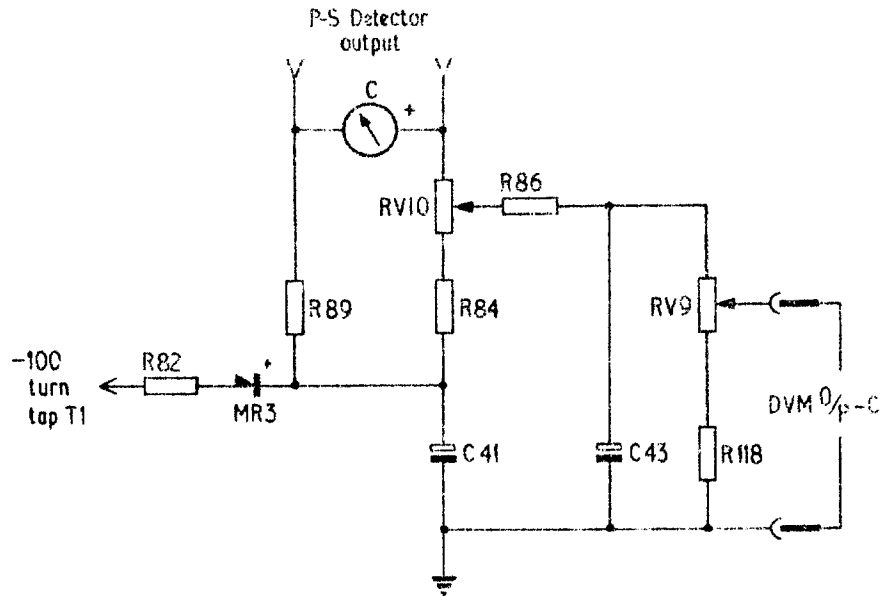 P-S Detector
output
C
+
R86
RV10
R89
R84
RV9
-100
turn
tap T1
R82
+
MR3
DVM O/p-C
C41
C43
R118